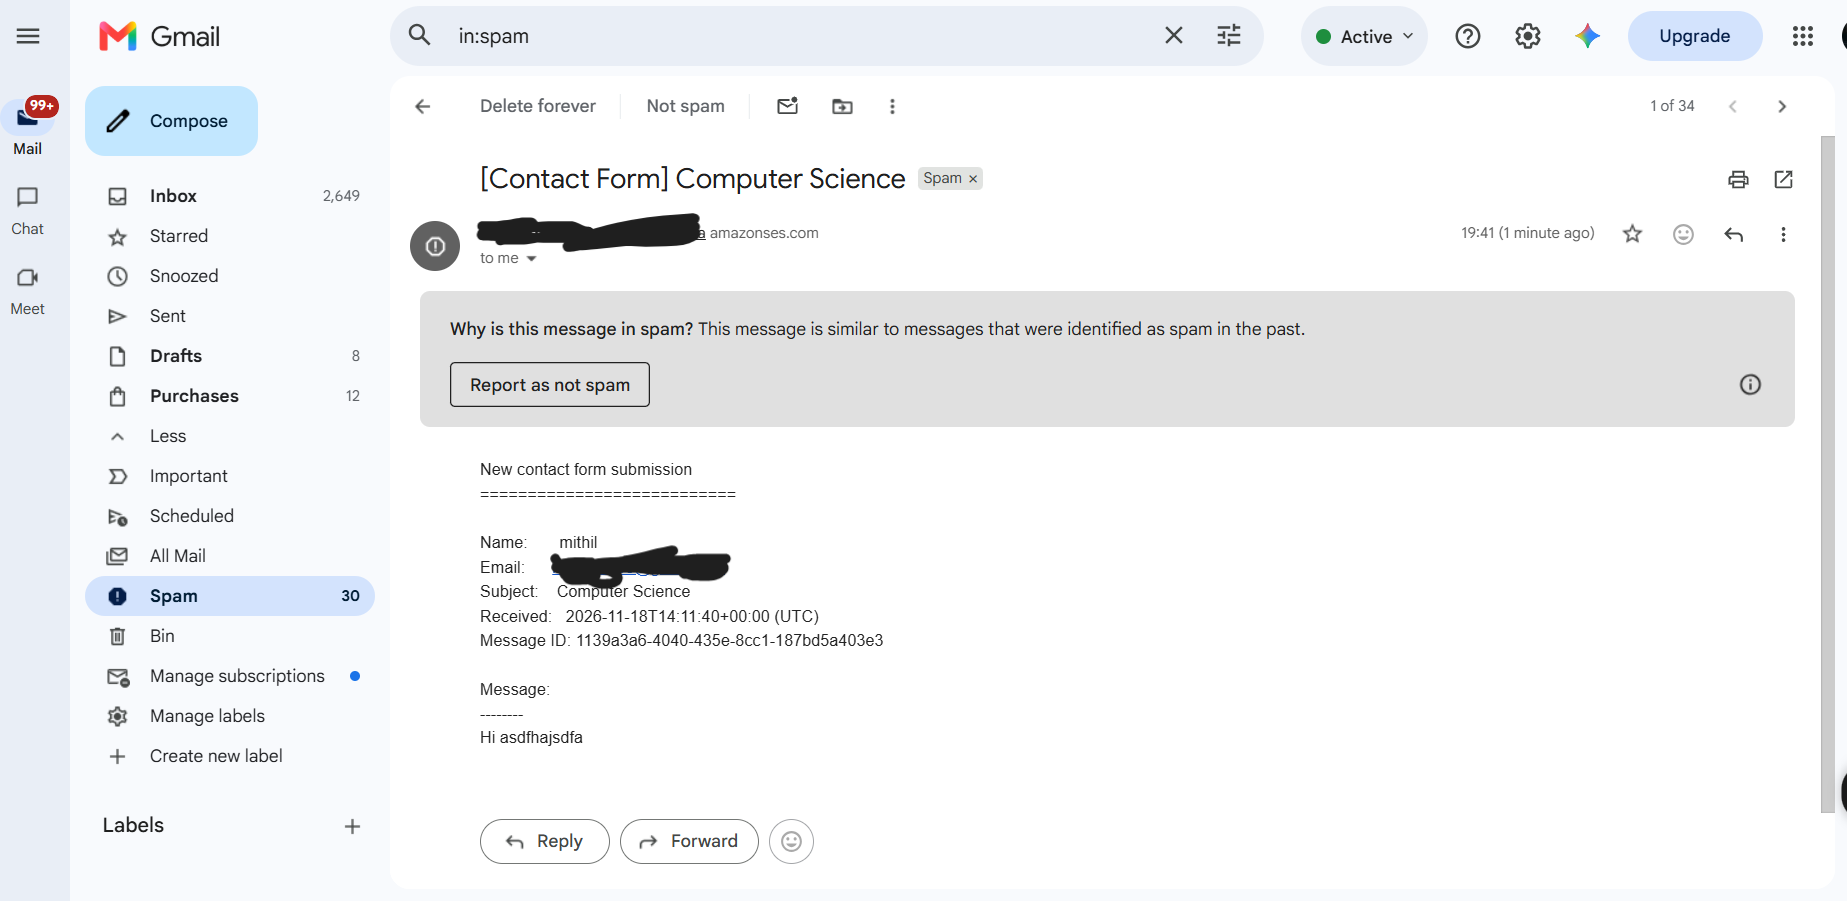 Gmail
in:spam
Active
Upgrade
99+
Mail
Chat
Meet
Compose
Inbox 2,649
Starred
Snoozed
Sent
Drafts 8
Purchases 12
Less
Important
Scheduled
All Mail
Spam 30
Bin
Manage subscriptions
Manage labels
Create new label
Labels
Delete forever
Not spam
1 of 34
[Contact Form] Computer Science Spam ×
amazonses.com
19:41 (1 minute ago)
to me
Why is this message in spam? This message is similar to messages that were identified as spam in the past.
Report as not spam
New contact form submission
===========================
Name: mithil
Email:
Subject: Computer Science
Received: 2026-11-18T14:11:40+00:00 (UTC)
Message ID: 1139a3a6-4040-435e-8cc1-187bd5a403e3
Message:
--------
Hi asdfhajsdfa
Reply
Forward